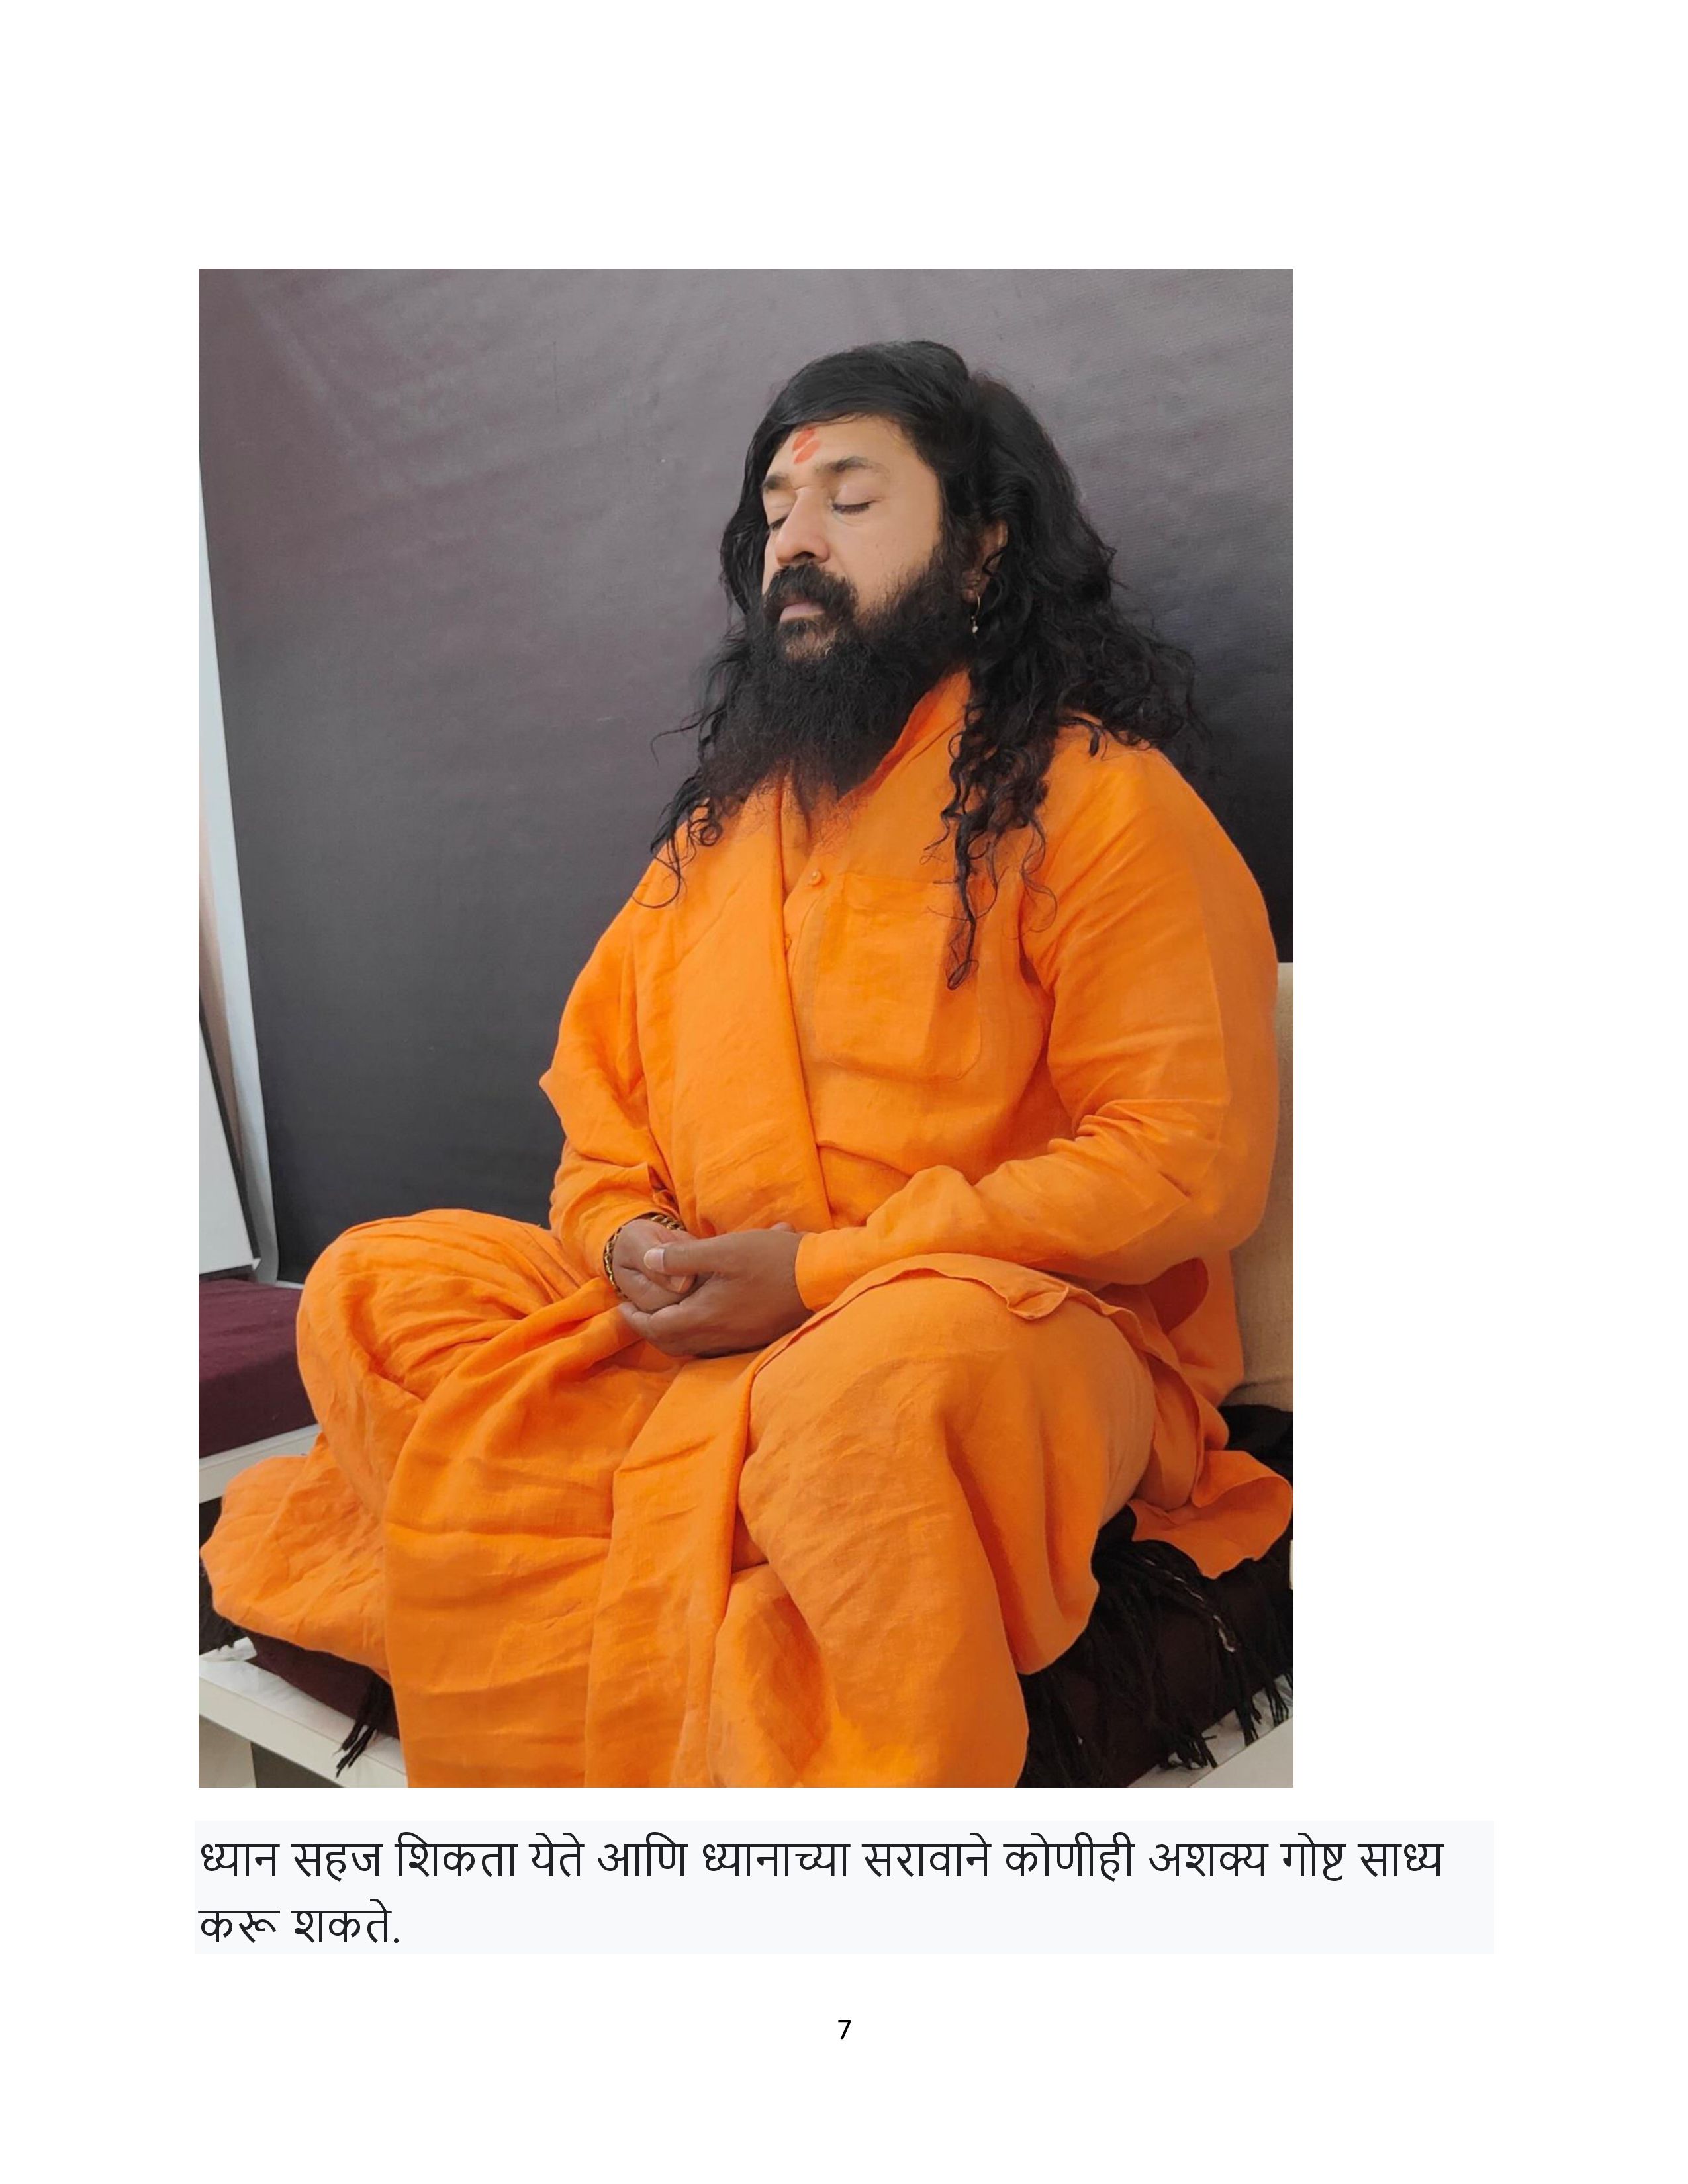 ध्यान सहज शिकता येते आणि ध्यानाच्या सरावाने कोणीही अशक्य गोष्ट साध्य
करू शकते.
7